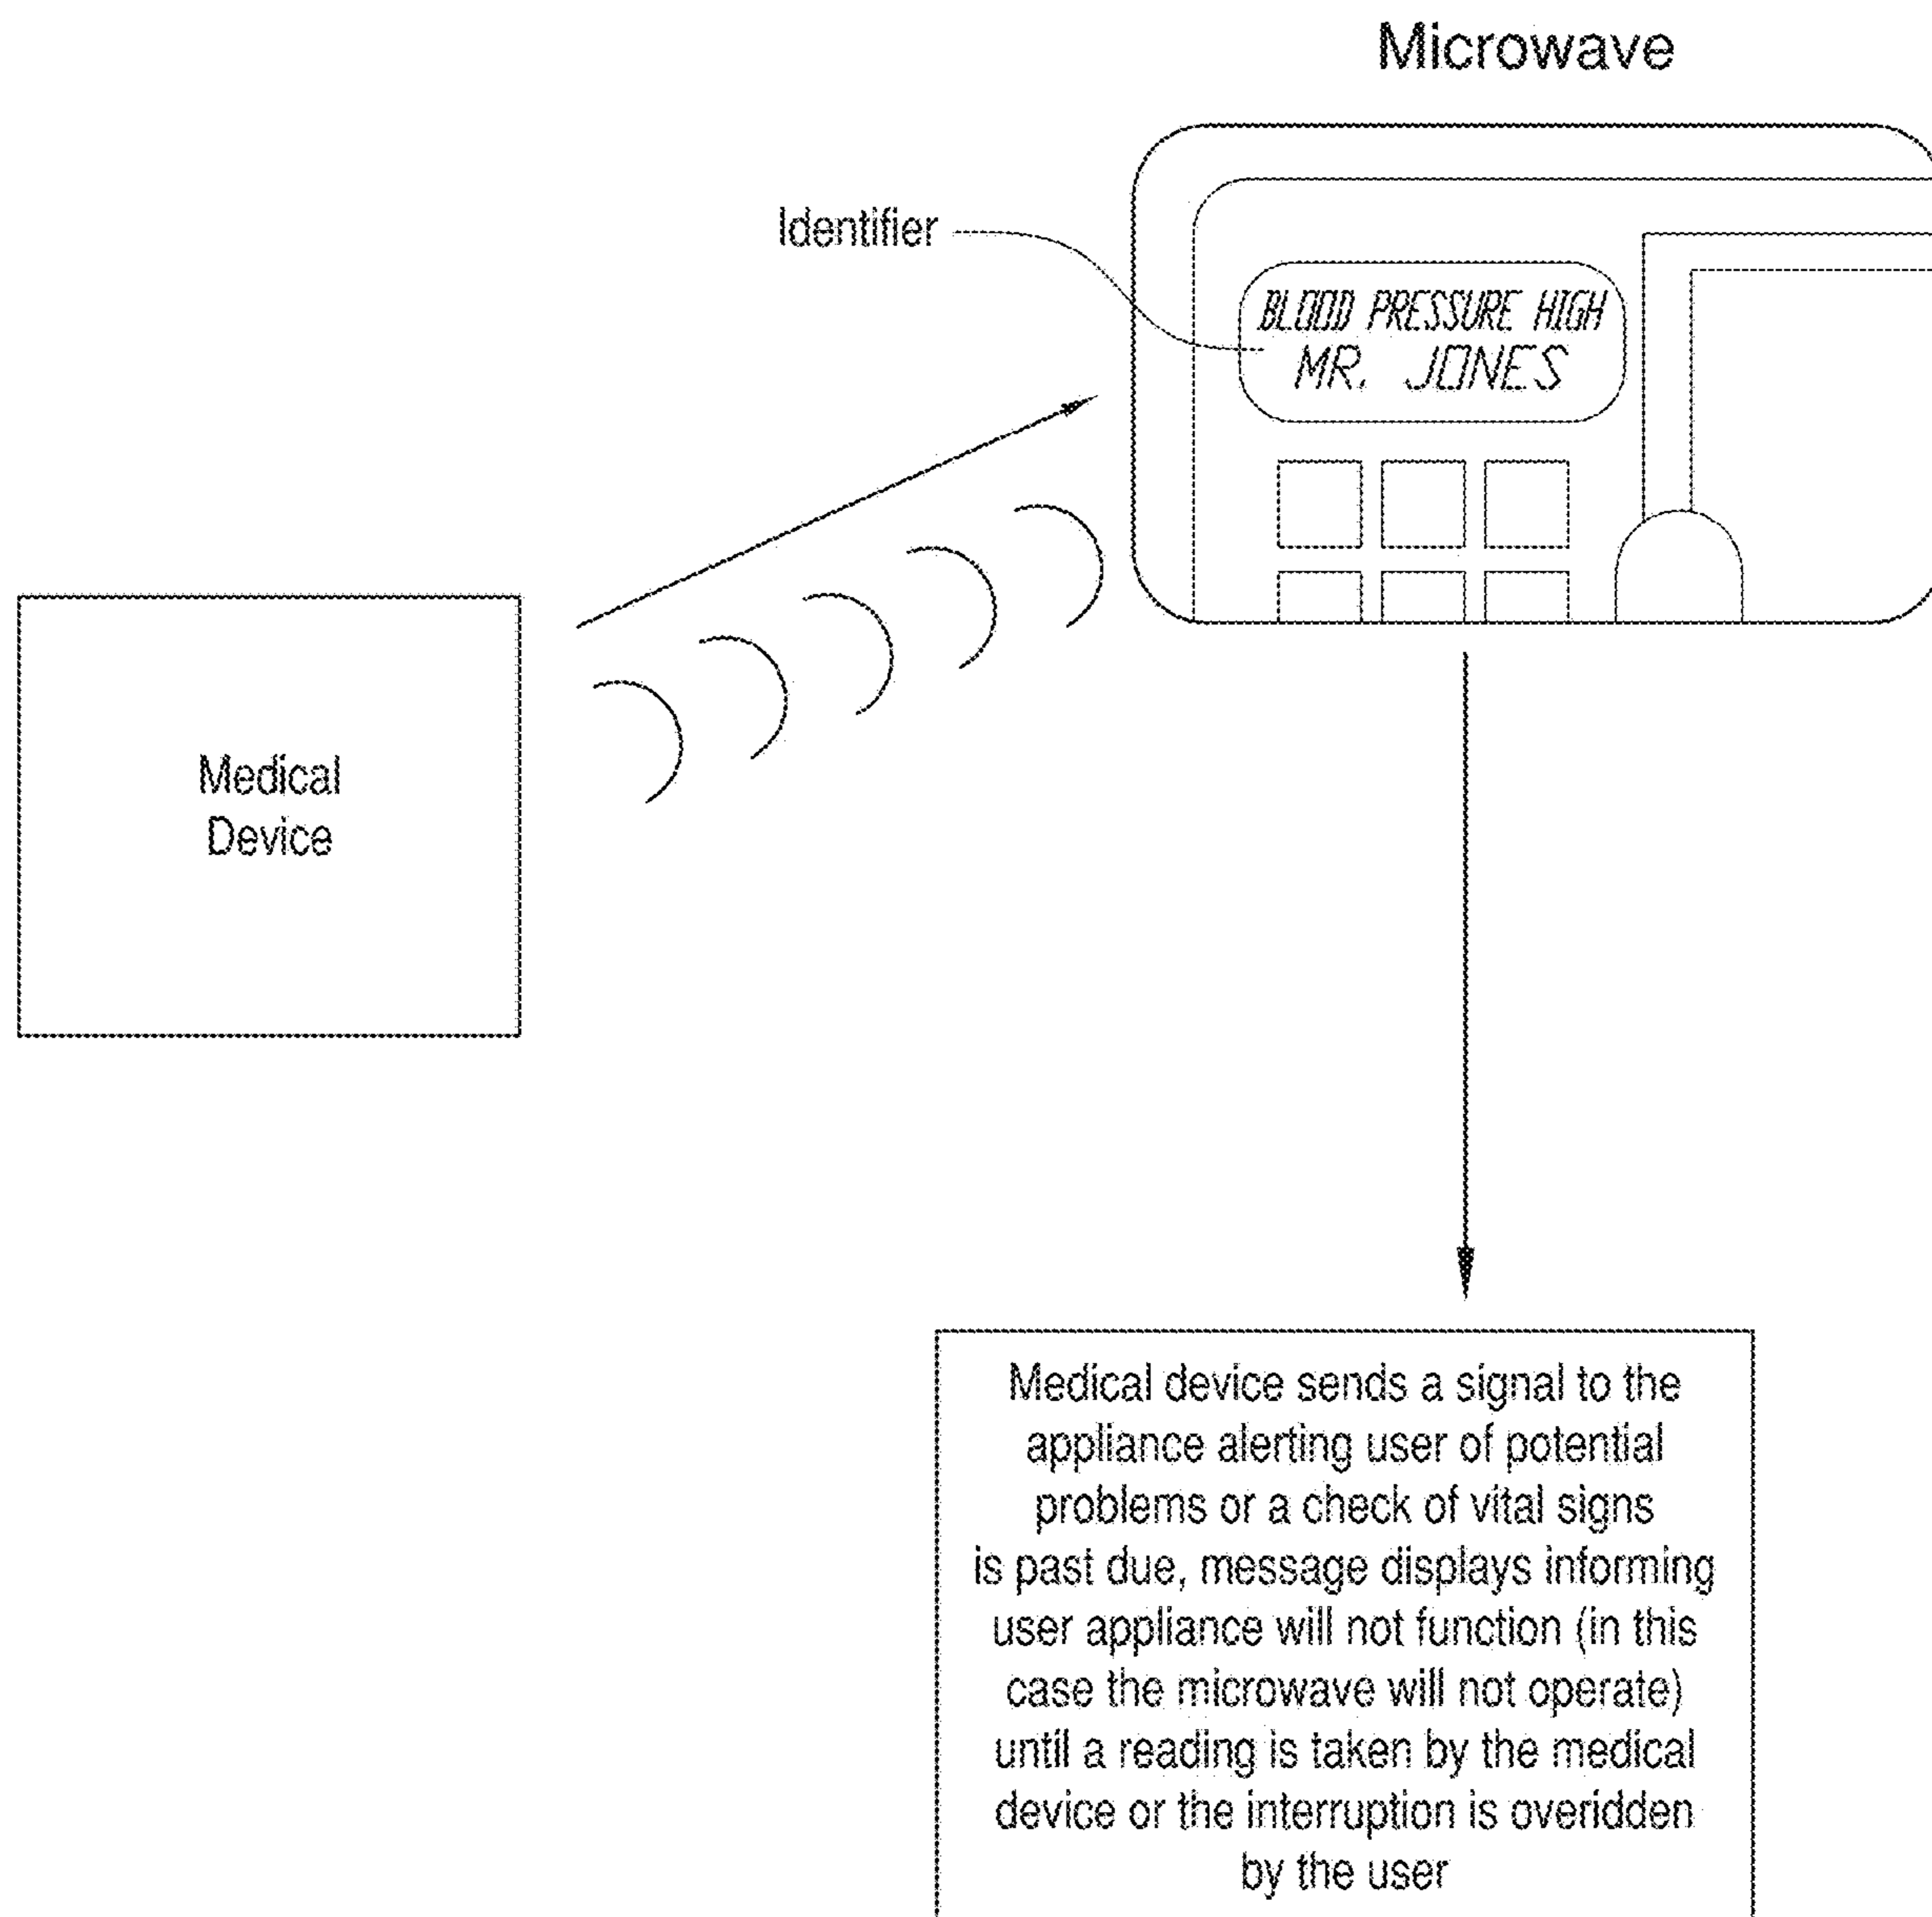 Microwave
Identifier
BLOOD PRESSURE HIGH
MR. JONES
Medical
Device
Medical device sends a signal to the
appliance alerting user of potential
problems or a check of vital signs
is past due, message displays informing
user appliance will not function (in this
case the microwave will not operate)
until a reading is taken by the medical
device or the interruption is overidden
by the user